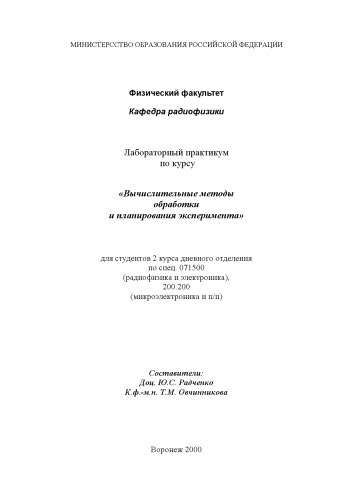 МИНИСТЕРССТВО ОБРАЗОВАНИЯ РОССИЙСКОЙ ФЕДЕРАЦИИ
Физический факультет
Кафедра радиофизики
Лабораторный практикум
по курсу
«Вычислительные методы
обработки
и планирования эксперимента»
для студентов 2 курса дневного отделения
по спец. 071500
(радиофизика и электроника),
200.200
(микроэлектроника и п/п)
Составители:
Доц. Ю.С. Радченко
К.ф.-м.н. Т.М. Овчинникова
Воронеж 2000